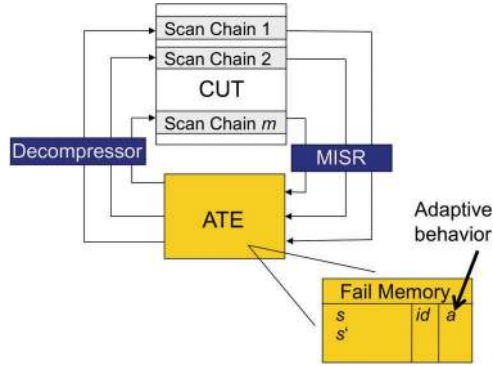 Scan Chain 1
Scan Chain 2
CUT
Scan Chain m
Decompressor
MISR
ATE
Adaptive
behavior
Fail Memory
s id a
s'